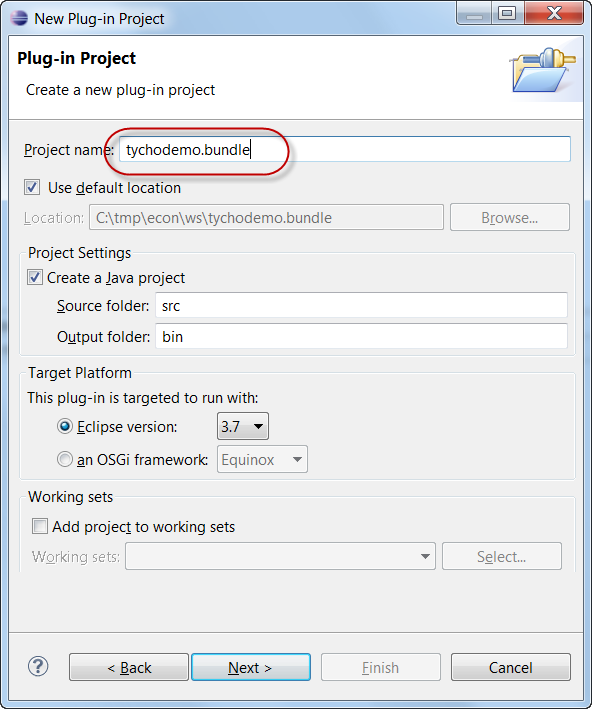 New Plug-in Project
Plug-in Project
Create a new plug-in project
Project name: tychodemo.bundle
Use default location
Location: C:\tmp\econ\ws\tychodemo.bundle Browse...
Project Settings
Create a Java project
Source folder: src
Output folder: bin
Target Platform
This plug-in is targeted to run with:
Eclipse version: 3.7
an OSGi framework: Equinox
Working sets
Add project to working sets
Working sets: Select...
? < Back Next > Finish Cancel